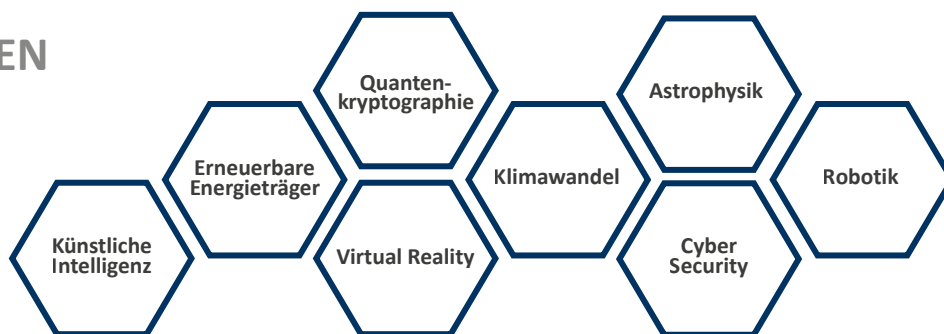 EN
Quanten-
kryptographie
Astrophysik
Erneuerbare
Energieträger
Klimawandel
Robotik
Künstliche
Intelligenz
Virtual Reality
Cyber
Security